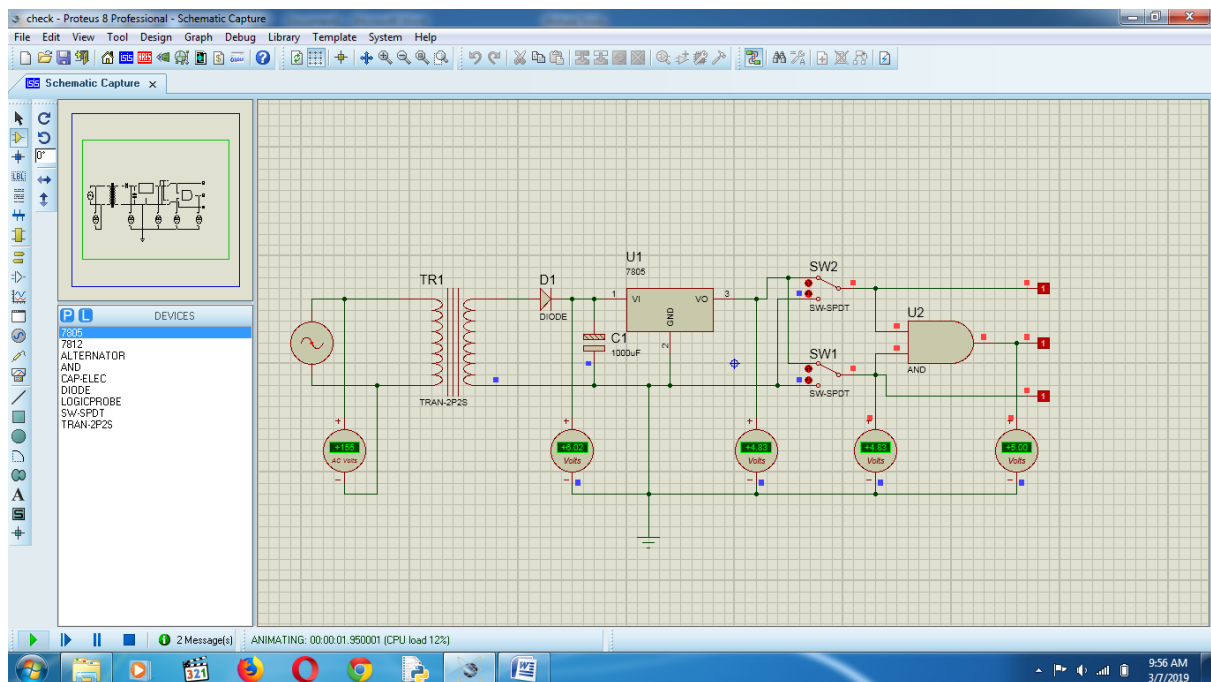 check - Proteus 8 Professional - Schematic Capture
File Edit View Tool Design Graph Debug Library Template System Help
Schematic Capture
0°
LBL
P L DEVICES
7805
7812
ALTERNATOR
AND
CAP-ELEC
DIODE
LOGICPROBE
SW-SPDT
TRAN-2P2S
A
S
TR1
TRAN-2P2S
D1
DIODE
C1
1000uF
U1
7805
1 VI VO 3
GND
2
SW2
SW-SPDT
SW1
SW-SPDT
U2
AND
1
1
1
+155
AC Volts
+6.02
Volts
+4.83
Volts
+4.83
Volts
+5.00
Volts
2 Message(s) ANIMATING: 00:00:01.950001 (CPU load 12%)
321
9:56 AM
3/7/2019